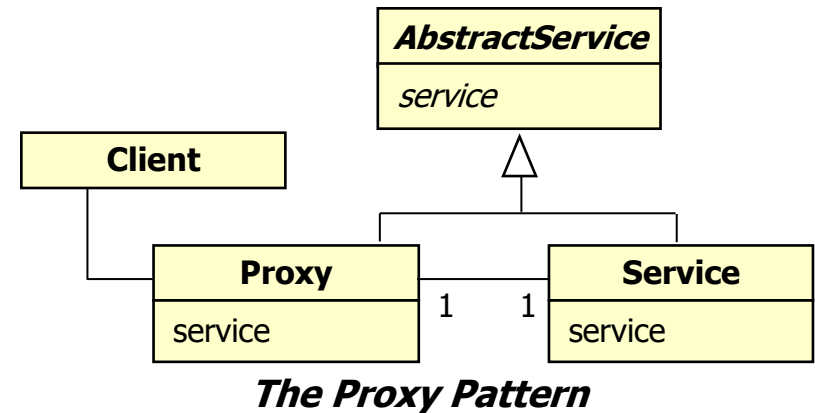 AbstractService
service
Client
Proxy
service
1
1
Service
service
The Proxy Pattern